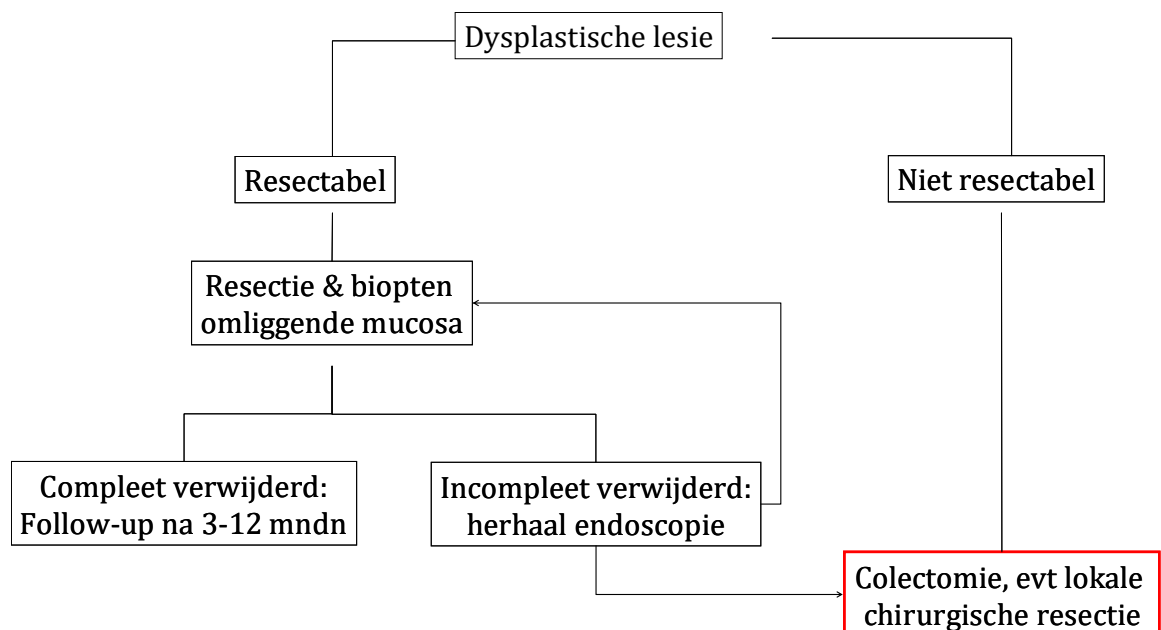 Dysplastische lesie
Resectabel
Niet resectabel
Resectie & biopten
omliggende mucosa
Compleet verwijderd:
Follow-up na 3-12 mndn
Incompleet verwijderd:
herhaal endoscopie
Colectomie, evt lokale
chirurgische resectie